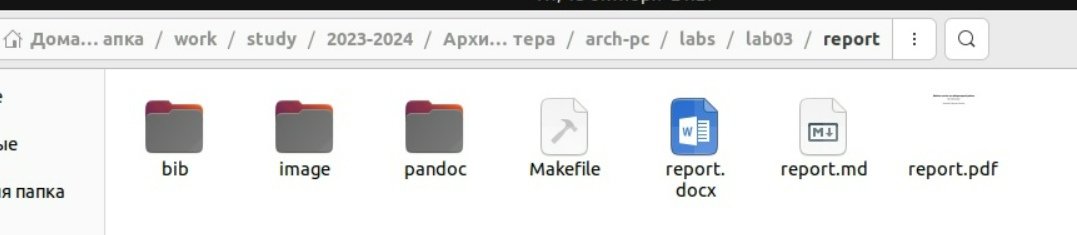 Дома… апка / work / study / 2023-2024 / Архи… тера / arch-pc / labs / lab03 / report
ые
я папка
bib
image
pandoc
Makefile
report.
docx
report.md
report.pdf